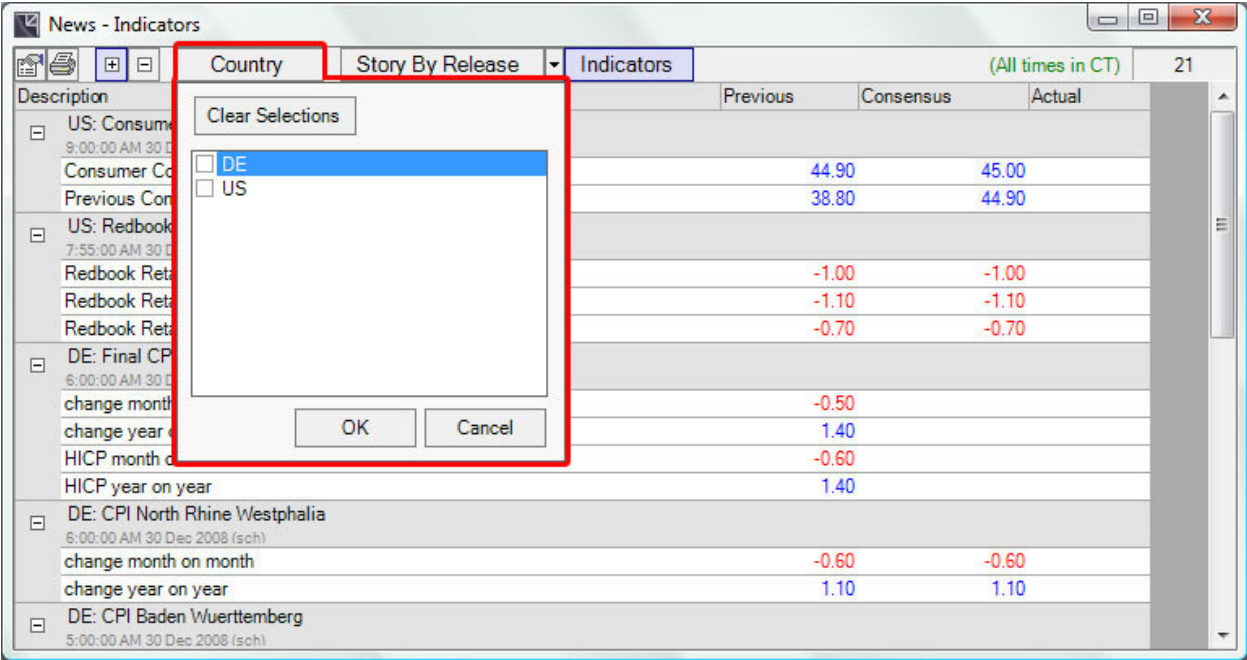 News - Indicators
Country Story By Release Indicators (All times in CT) 21
Description Previous Consensus Actual
Clear Selections
DE
US
OK Cancel
US: Consume
9:00:00 AM 30 D
Consumer Co 44.90 45.00
Previous Con 38.80 44.90
US: Redbook
7:55:00 AM 30 D
Redbook Reta -1.00 -1.00
Redbook Reta -1.10 -1.10
Redbook Reta -0.70 -0.70
DE: Final CP
6:00:00 AM 30 D
change month -0.50
change year 1.40
HICP month o -0.60
HICP year on year 1.40
DE: CPI North Rhine Westphalia
6:00:00 AM 30 Dec 2008 (sch)
change month on month -0.60 -0.60
change year on year 1.10 1.10
DE: CPI Baden Wuerttemberg
5:00:00 AM 30 Dec 2008 (sch)